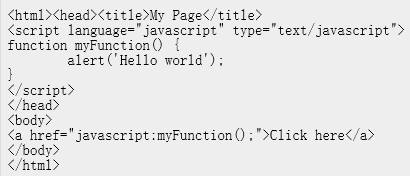 <html><head><title>My Page</title>
<script language="javascript" type="text/javascript">
function myFunction() {
        alert('Hello world');
}
</script>
</head>
<body>
<a href="javascript:myFunction();">Click here</a>
</body>
</html>